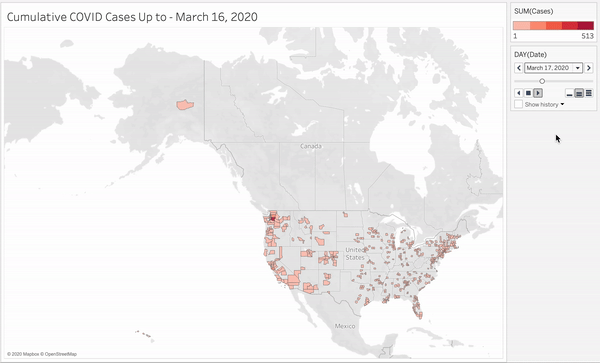 Cumulative COVID Cases Up to - March 16, 2020
SUM(Cases)
1 513
DAY(Date)
March 17, 2020
Show history
Canada
United
States
Mexico
© 2020 Mapbox © OpenStreetMap